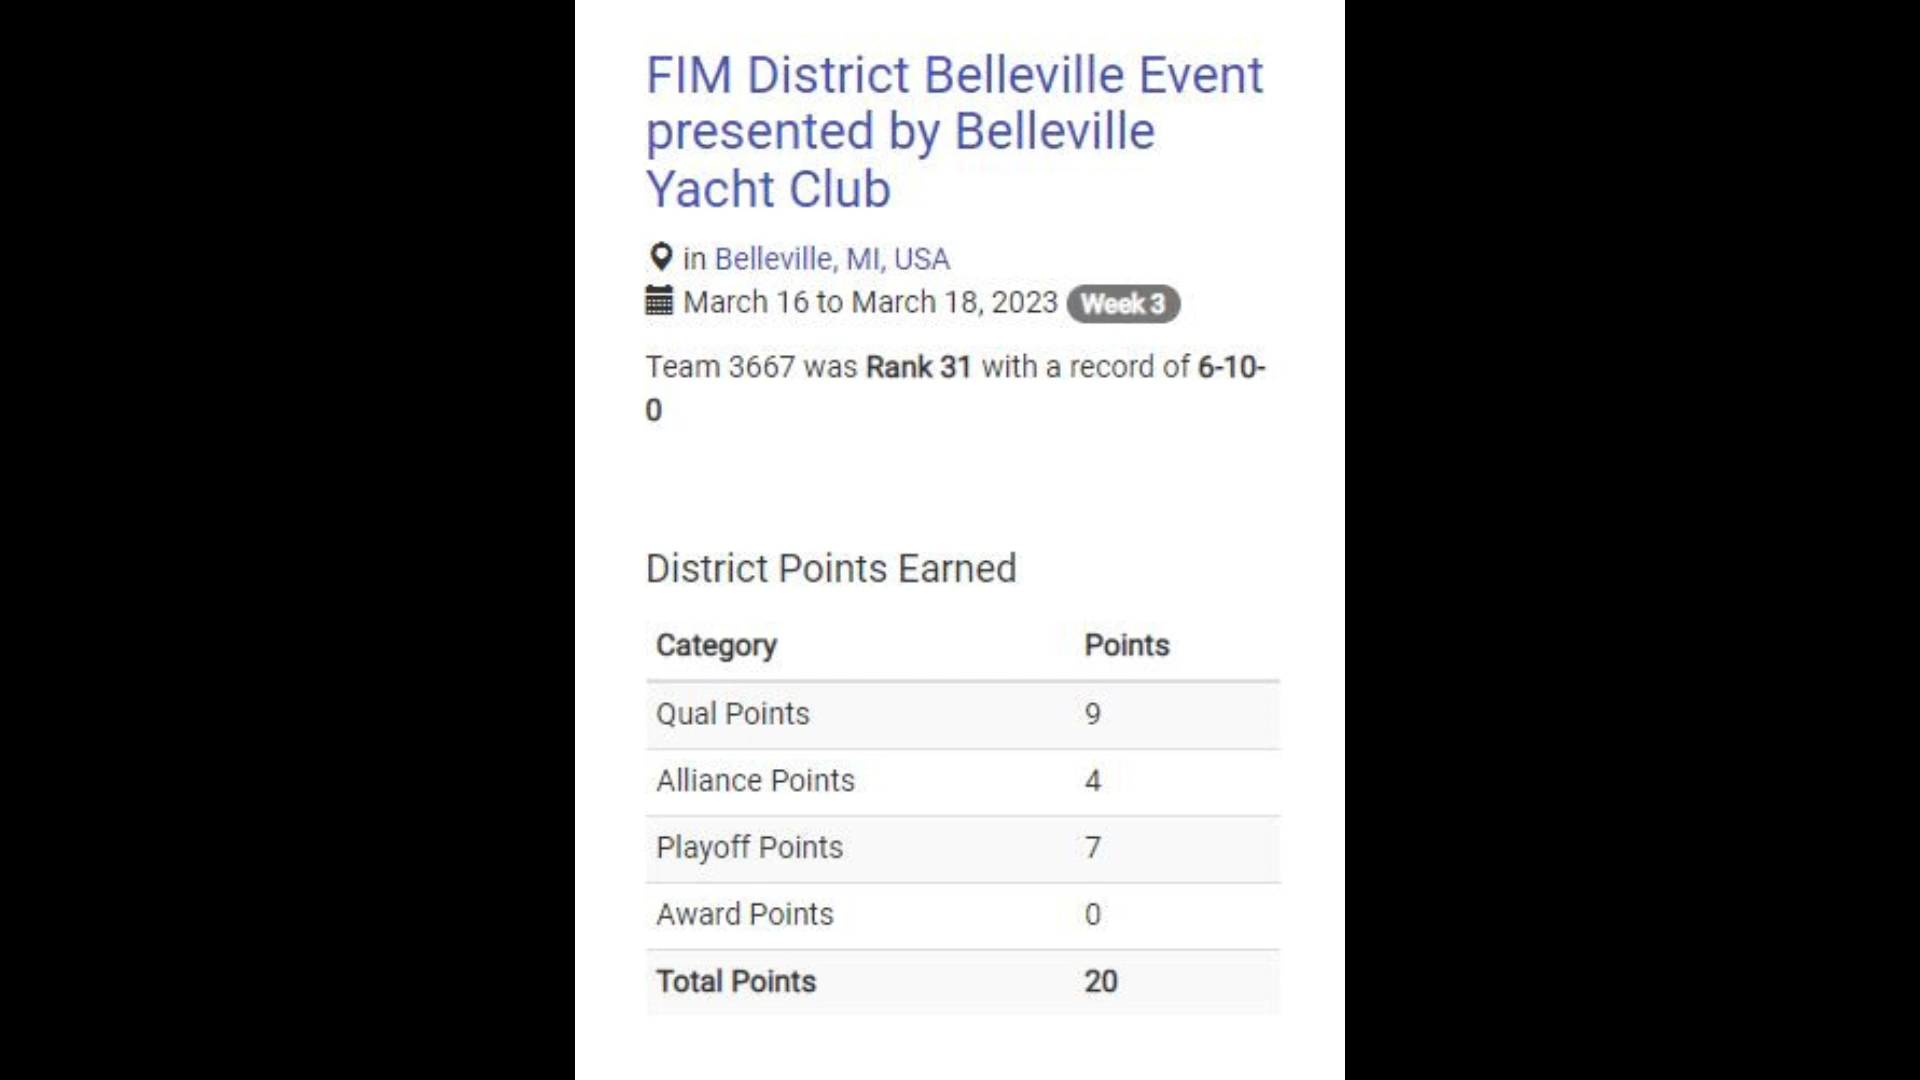 FIM District Belleville Event
presented by Belleville
Yacht Club
in Belleville, MI, USA
March 16 to March 18, 2023 Week 3
Team 3667 was Rank 31 with a record of 6-10-
0
District Points Earned
Category Points
Qual Points 9
Alliance Points 4
Playoff Points 7
Award Points 0
Total Points 20